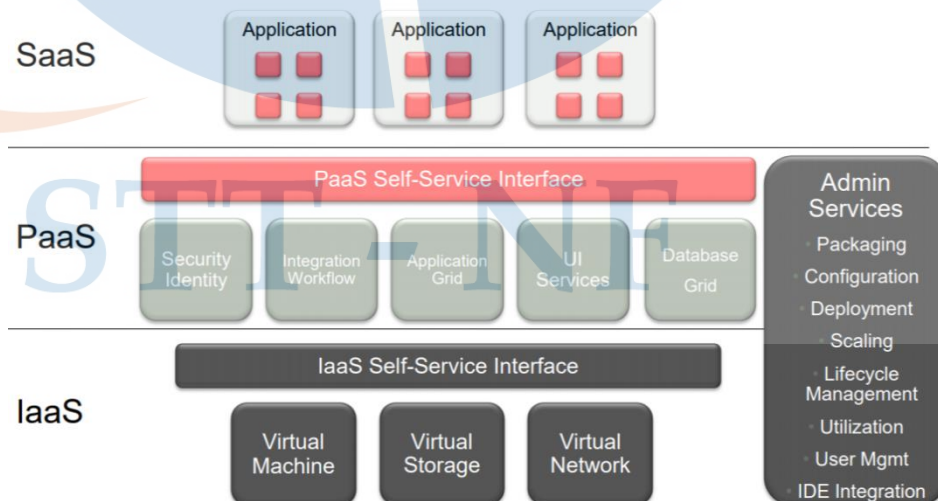 SaaS
Application
Application
Application
PaaS
PaaS Self-Service Interface
Security
Identity
Integration
Workflow
Application
Grid
UI
Services
Database
Grid
IaaS
IaaS Self-Service Interface
Virtual
Machine
Virtual
Storage
Virtual
Network
Admin
Services
Packaging
Configuration
Deployment
Scaling
Lifecycle
Management
Utilization
User Mgmt
IDE Integration
STT - NF